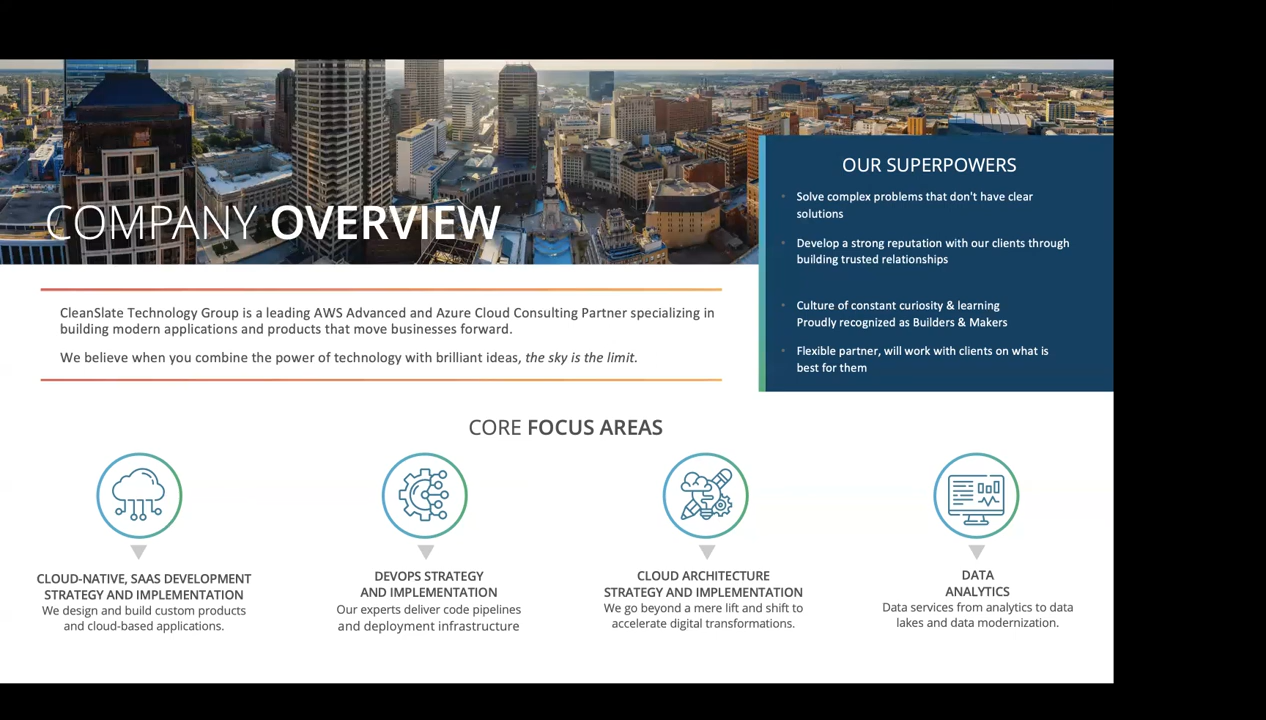 COMPANY OVERVIEW
OUR SUPERPOWERS
Solve complex problems that don't have clear
solutions
Develop a strong reputation with our clients through
building trusted relationships
Culture of constant curiosity & learning
Proudly recognized as Builders & Makers
Flexible partner, will work with clients on what is
best for them
CleanSlate Technology Group is a leading AWS Advanced and Azure Cloud Consulting Partner specializing in
building modern applications and products that move businesses forward.
We believe when you combine the power of technology with brilliant ideas, the sky is the limit.
CORE FOCUS AREAS
CLOUD-NATIVE, SAAS DEVELOPMENT
STRATEGY AND IMPLEMENTATION
We design and build custom products
and cloud-based applications.
DEVOPS STRATEGY
AND IMPLEMENTATION
Our experts deliver code pipelines
and deployment infrastructure
CLOUD ARCHITECTURE
STRATEGY AND IMPLEMENTATION
We go beyond a mere lift and shift to
accelerate digital transformations.
DATA
ANALYTICS
Data services from analytics to data
lakes and data modernization.